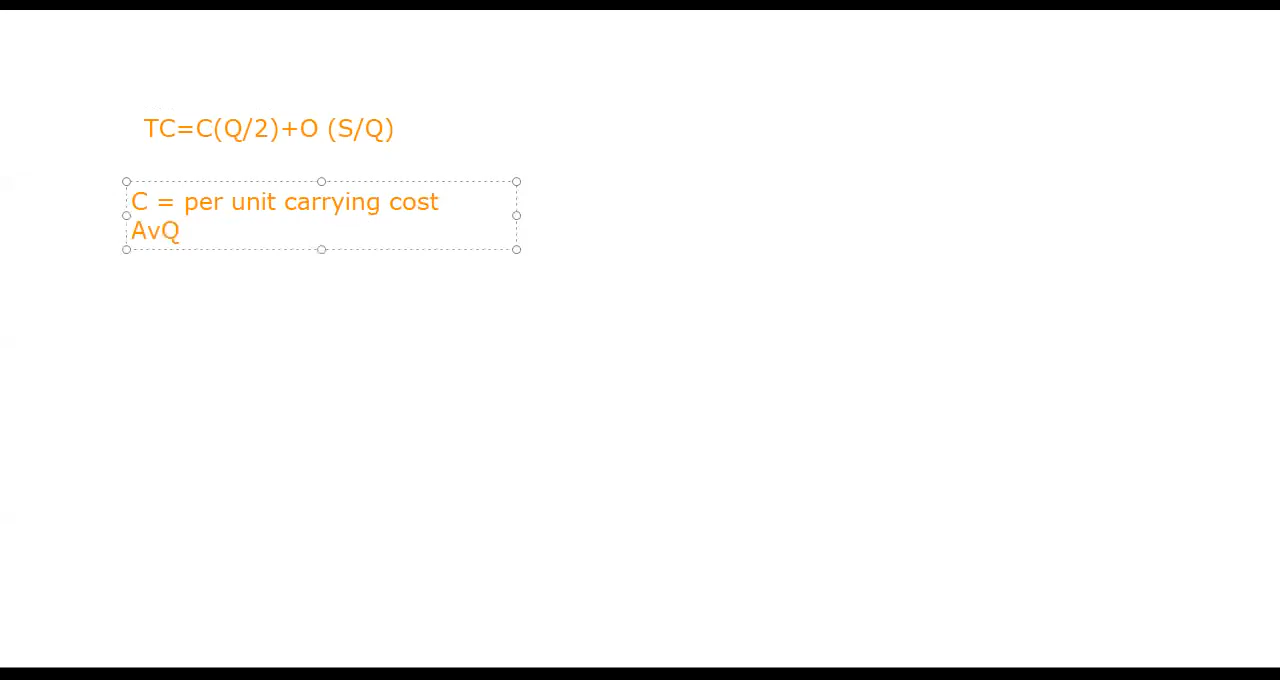 TC=C(Q/2)+O (S/Q)
C = per unit carrying cost
AvQ